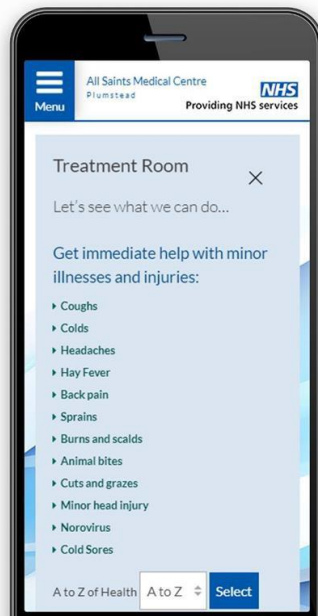 Menu
All Saints Medical Centre
Plumstead
NHS
Providing NHS services
Treatment Room
Let's see what we can do...
Get immediate help with minor
illnesses and injuries:
Coughs
Colds
Headaches
Hay Fever
Back pain
Sprains
Burns and scalds
Animal bites
Cuts and grazes
Minor head injury
Norovirus
Cold Sores
A to Z of Health A to Z Select